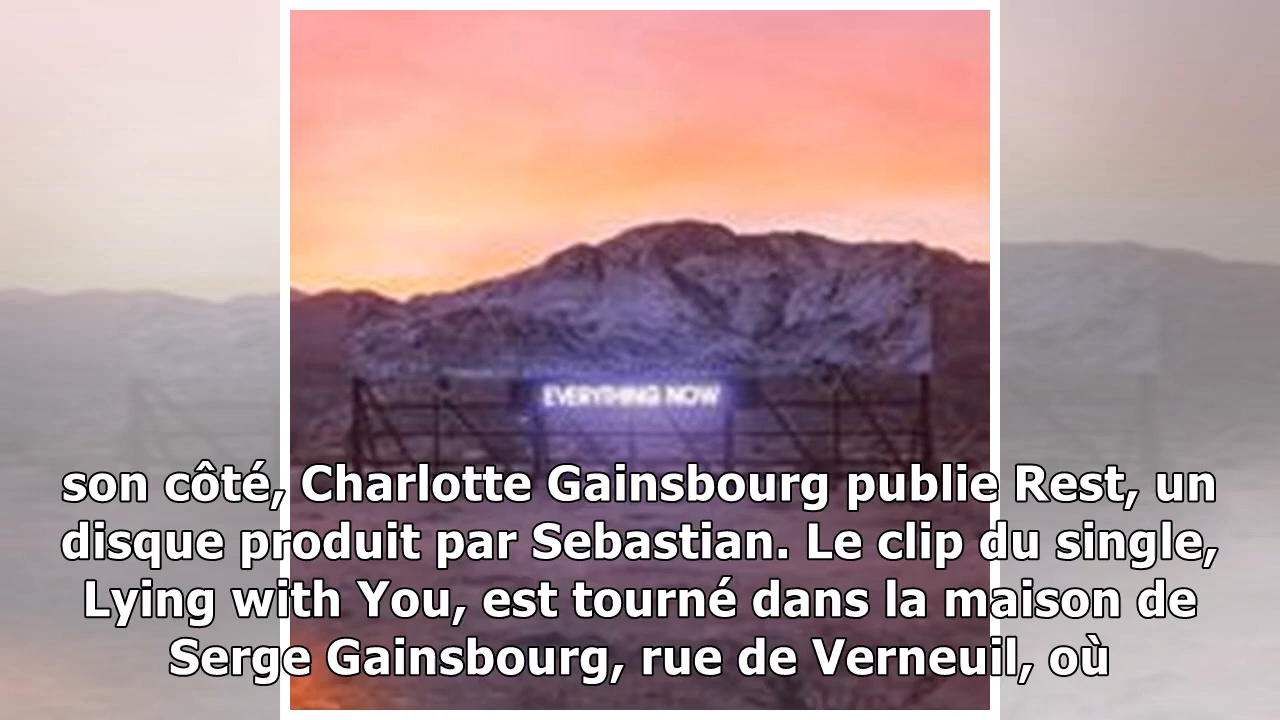 EVERYTHING NOW
son côté, Charlotte Gainsbourg publie Rest, un
disque produit par Sebastian. Le clip du single,
Lying with You, est tourné dans la maison de
Serge Gainsbourg, rue de Verneuil, où